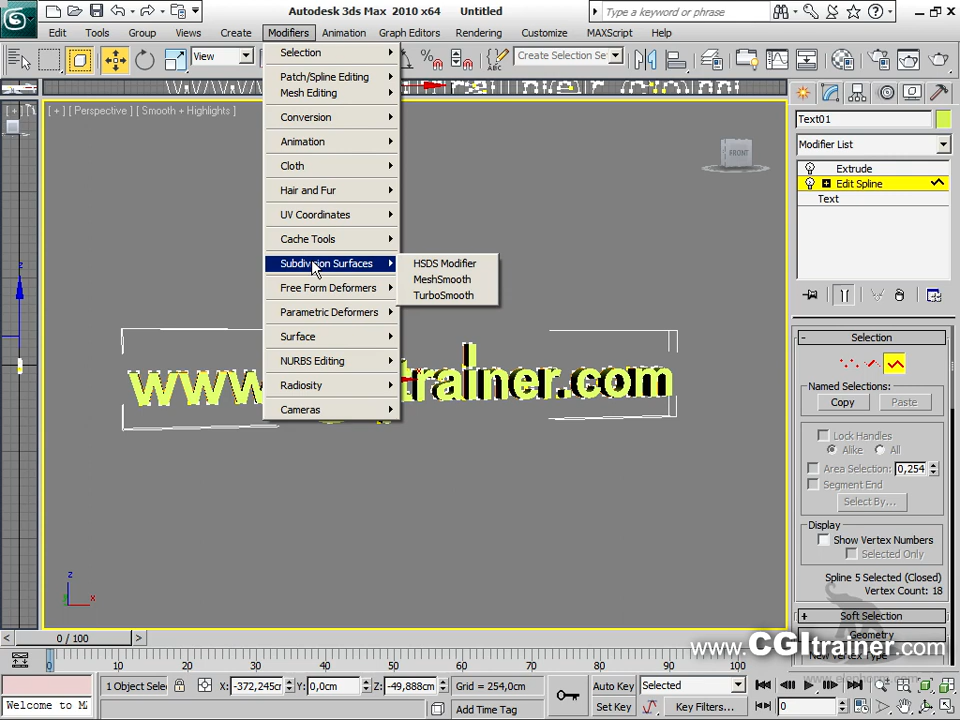 Autodesk 3ds Max 2010 x64 Untitled
Type a keyword or phrase
Edit Tools Group Views Create Modifiers Animation Graph Editors Rendering Customize MAXScript Help
View
Create Selection Se
[ + ] [ Perspective ] [ Smooth + Highlights ]
FRONT
Selection
Patch/Spline Editing
Mesh Editing
Conversion
Animation
Cloth
Hair and Fur
UV Coordinates
Cache Tools
Subdivision Surfaces
Free Form Deformers
Parametric Deformers
Surface
NURBS Editing
Radiosity
Cameras
HSDS Modifier
MeshSmooth
TurboSmooth
Text01
Modifier List
Extrude
Edit Spline
Text
Selection
Named Selections:
Copy Paste
Lock Handles
Alike All
Area Selection: 0,254
Segment End
Select By...
Display
Show Vertex Numbers
Selected Only
Spline 5 Selected (Closed)
Vertex Count: 18
Soft Selection
Geometry
New Vertex Type
trainer.com
z
x
z
www.CGItrainer.com
0 / 100
0 10 20 30 40 50 60 70 80 90 100
1 Object Sele
X: -372,245cm Y: 0,0cm Z: -49,888cm Grid = 254,0cm
Auto Key Selected
Welcome to M
Add Time Tag
Set Key Key Filters...
0